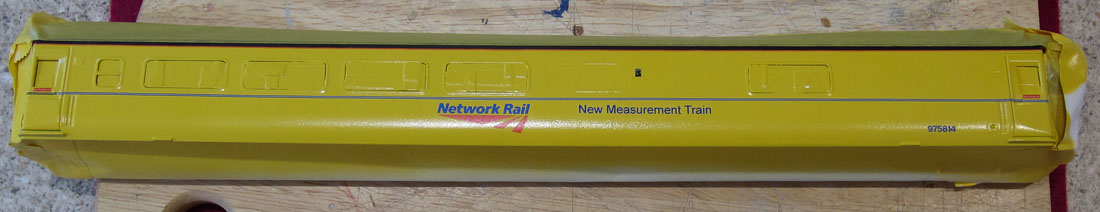 Network Rail
New Measurement Train
975814